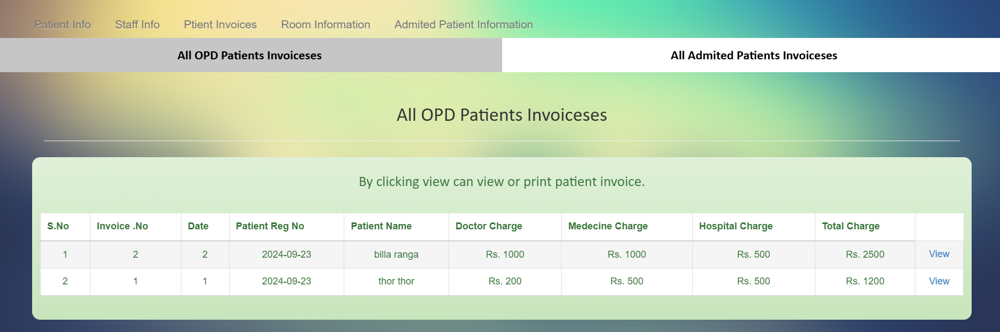 Patient Info Staff Info Ptient Invoices Room Information Admited Patient Information
All OPD Patients Invoiceses All Admited Patients Invoiceses
All OPD Patients Invoiceses
By clicking view can view or print patient invoice.
S.No Invoice .No Date Patient Reg No Patient Name Doctor Charge Medecine Charge Hospital Charge Total Charge
1 2 2 2024-09-23 billa ranga Rs. 1000 Rs. 1000 Rs. 500 Rs. 2500 View
2 1 1 2024-09-23 thor thor Rs. 200 Rs. 500 Rs. 500 Rs. 1200 View